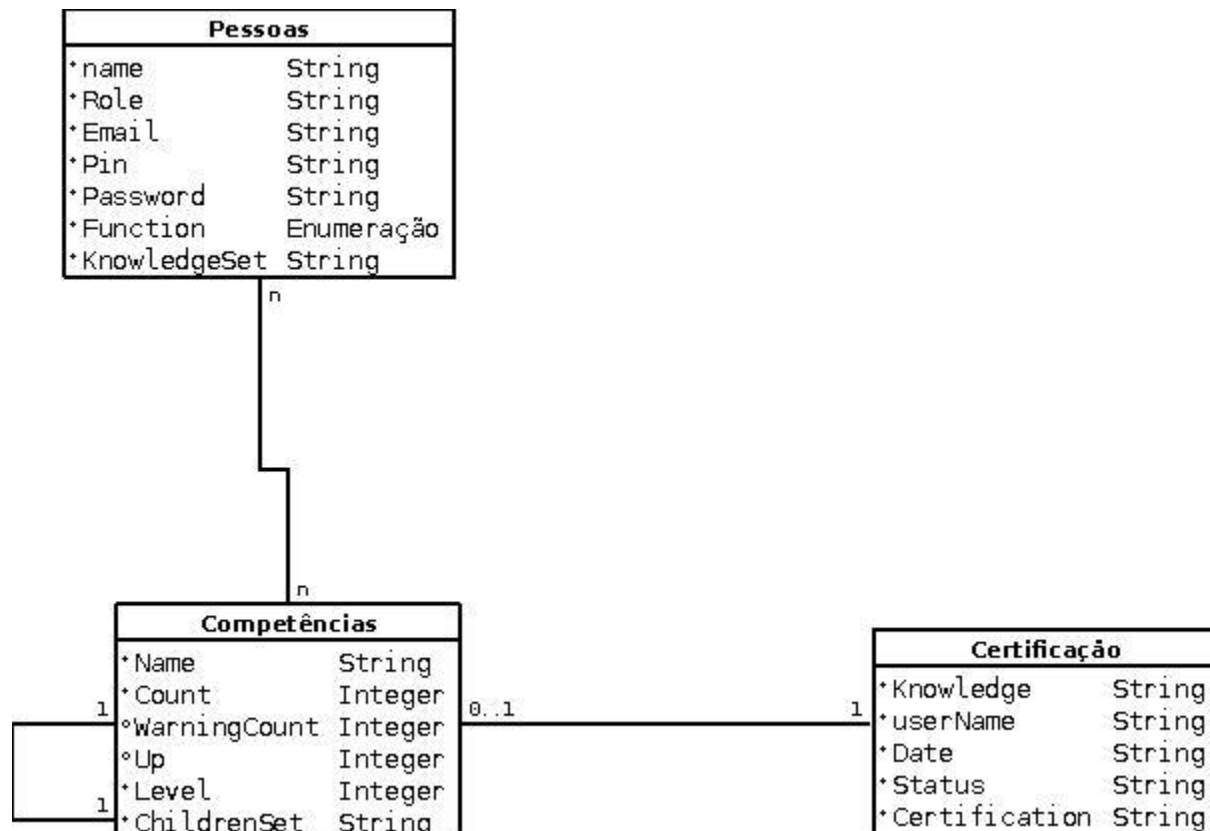 Pessoas
*name String
*Role String
*Email String
*Pin String
*Password String
*Function Enumeração
*KnowledgeSet String
n
n
Competências
*Name String
*Count Integer
°WarningCount Integer
°Up Integer
*Level Integer
*ChildrenSet String
1
1
0..1
1
Certificação
*Knowledge String
*userName String
*Date String
*Status String
*Certification String